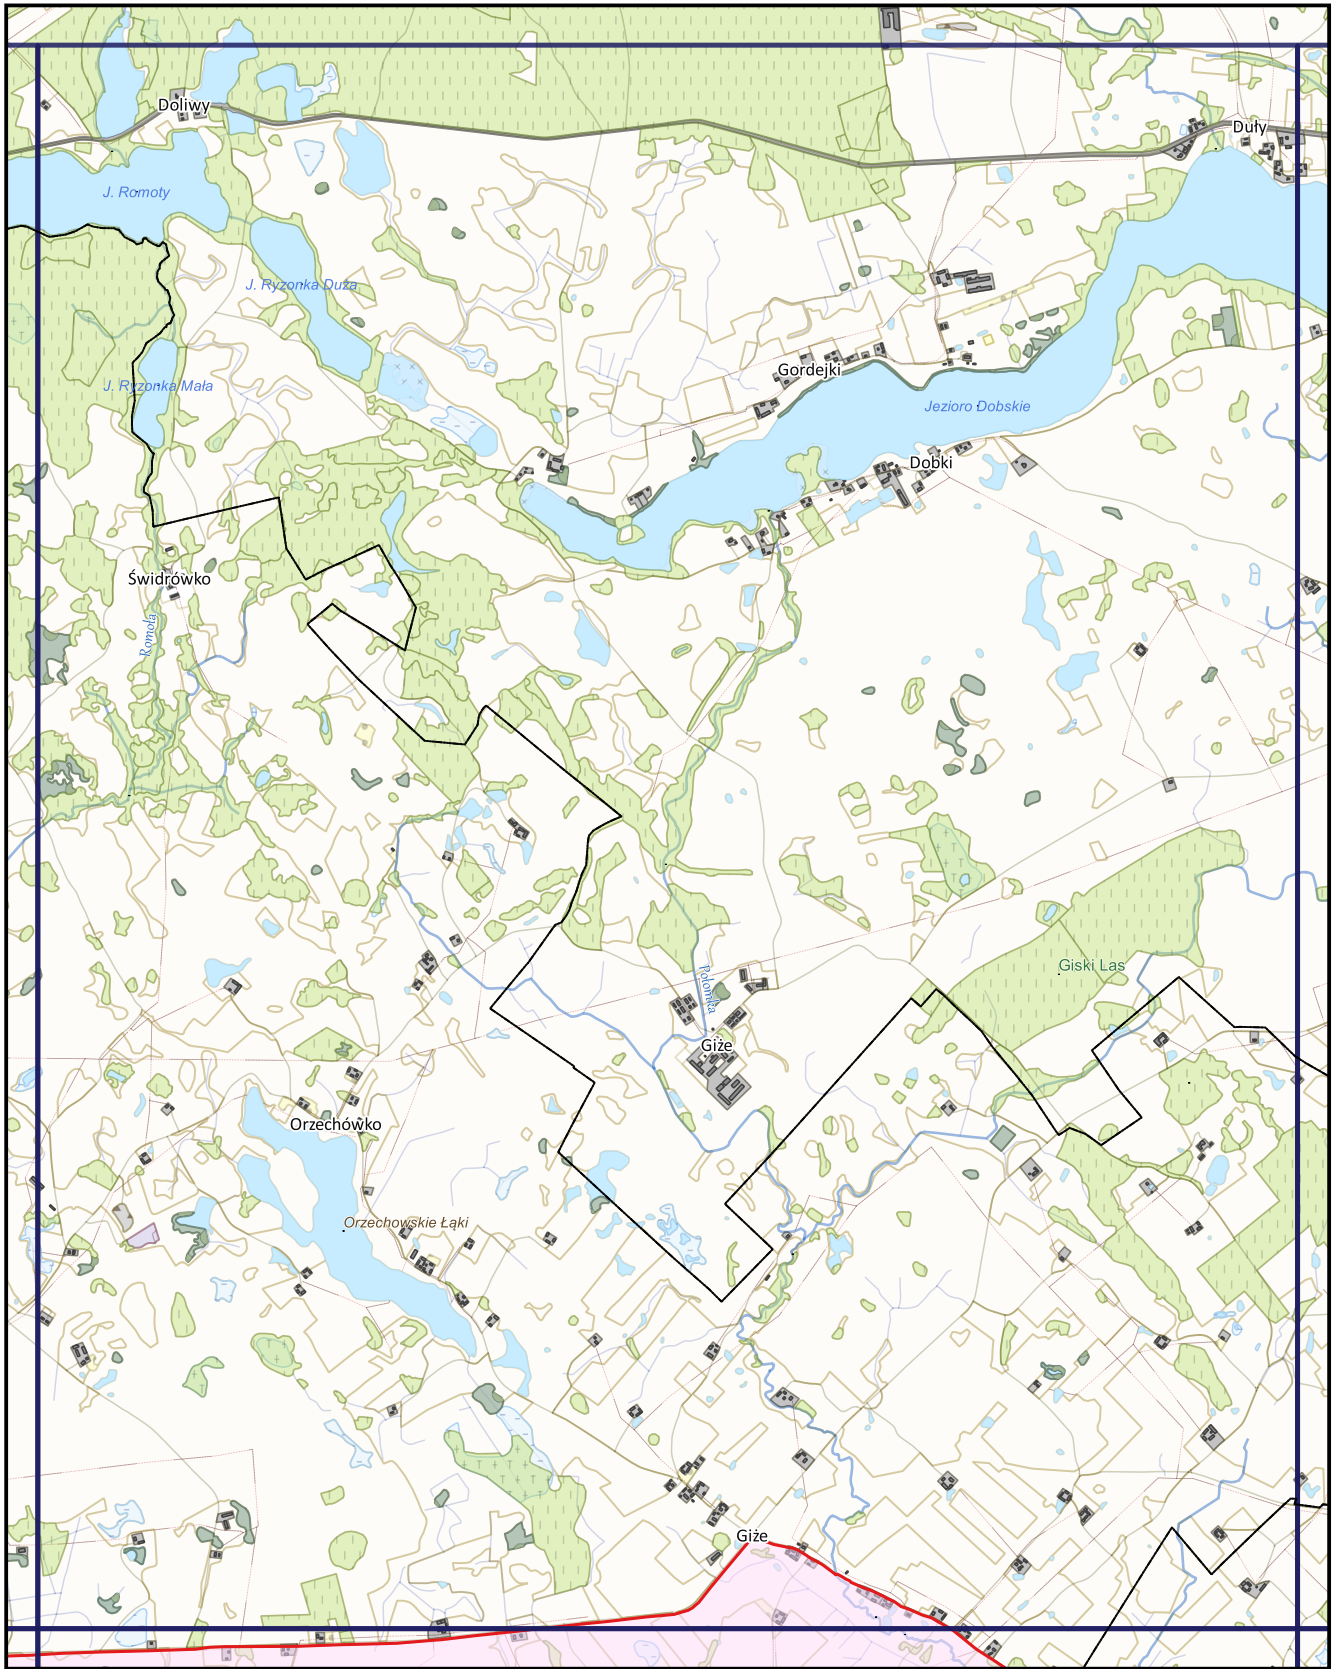 Doliwy
Duły
J. Romoty
J. Ryzonka Duża
Gordejki
J. Ryzonka Mała
Jezioro Dobskie
Dobki
Świdrówko
Romoła
Giski Las
Połomka
Giże
Orzechówko
Orzechowskie Łąki
Giże